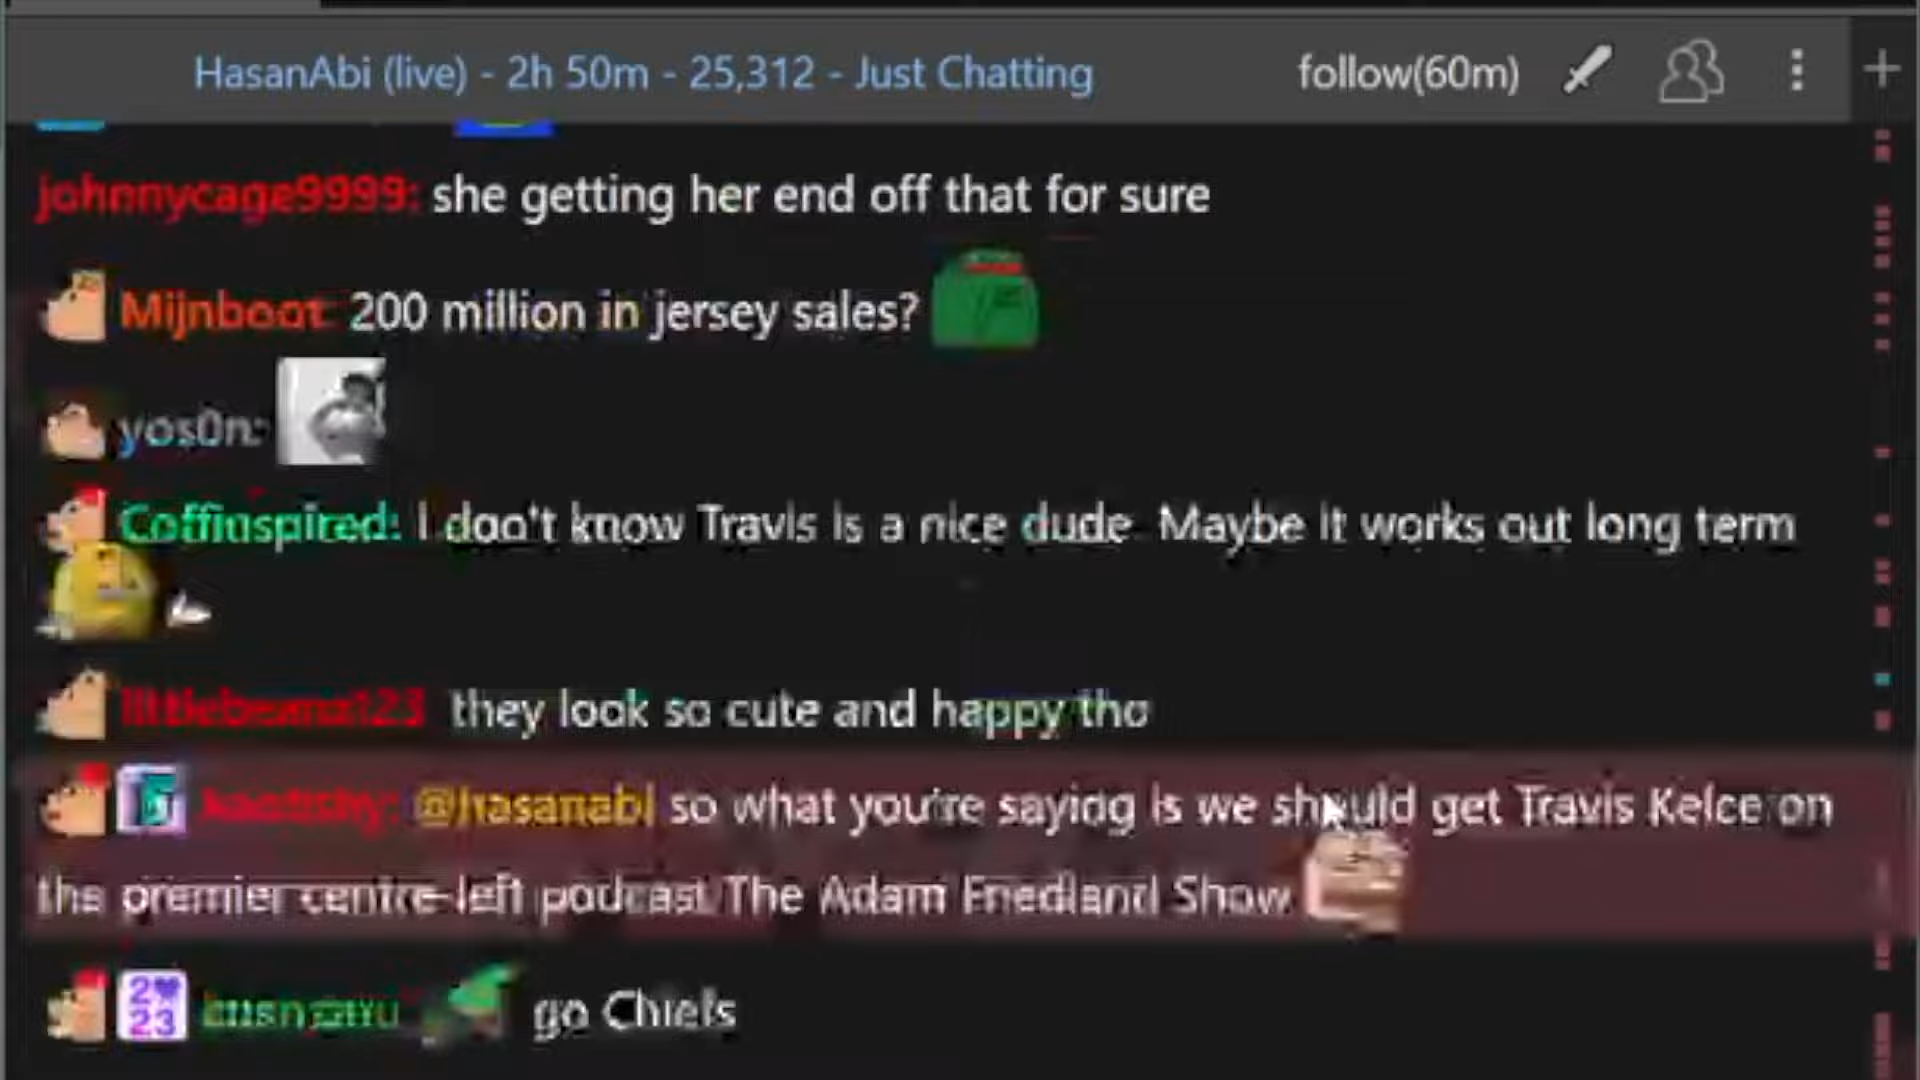 HasanAbi (live) - 2h 50m - 25,312 - Just Chatting follow(60m)
johnnycage9999: she getting her end off that for sure
Mijnboot: 200 million in jersey sales?
yos0n:
Coffinspired: I don't know Travis is a nice dude Maybe it works out long term
littlebeans123 they look so cute and happy tho
@hasanabi so what you're saying is we should get Travis Kelce on
the premier centre-left podcast The Adam Friedland Show
2 23 go Chiefs